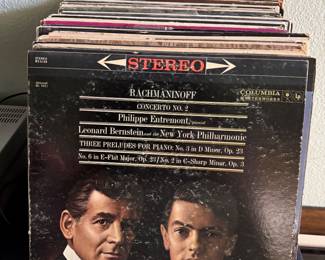 STEREO
RACHMANINOFF
COLUMBIA
MASTERWORKS
CONCERTO NO. 2
Philippe Entremont, pianist
Leonard Bernstein and the New York Philharmonic
THREE PRELUDES FOR PIANO: No. 3 in D Minor, Op. 23
No. 6 in E-Flat Major, Op. 23 / No. 2 in C-Sharp Minor, Op. 3